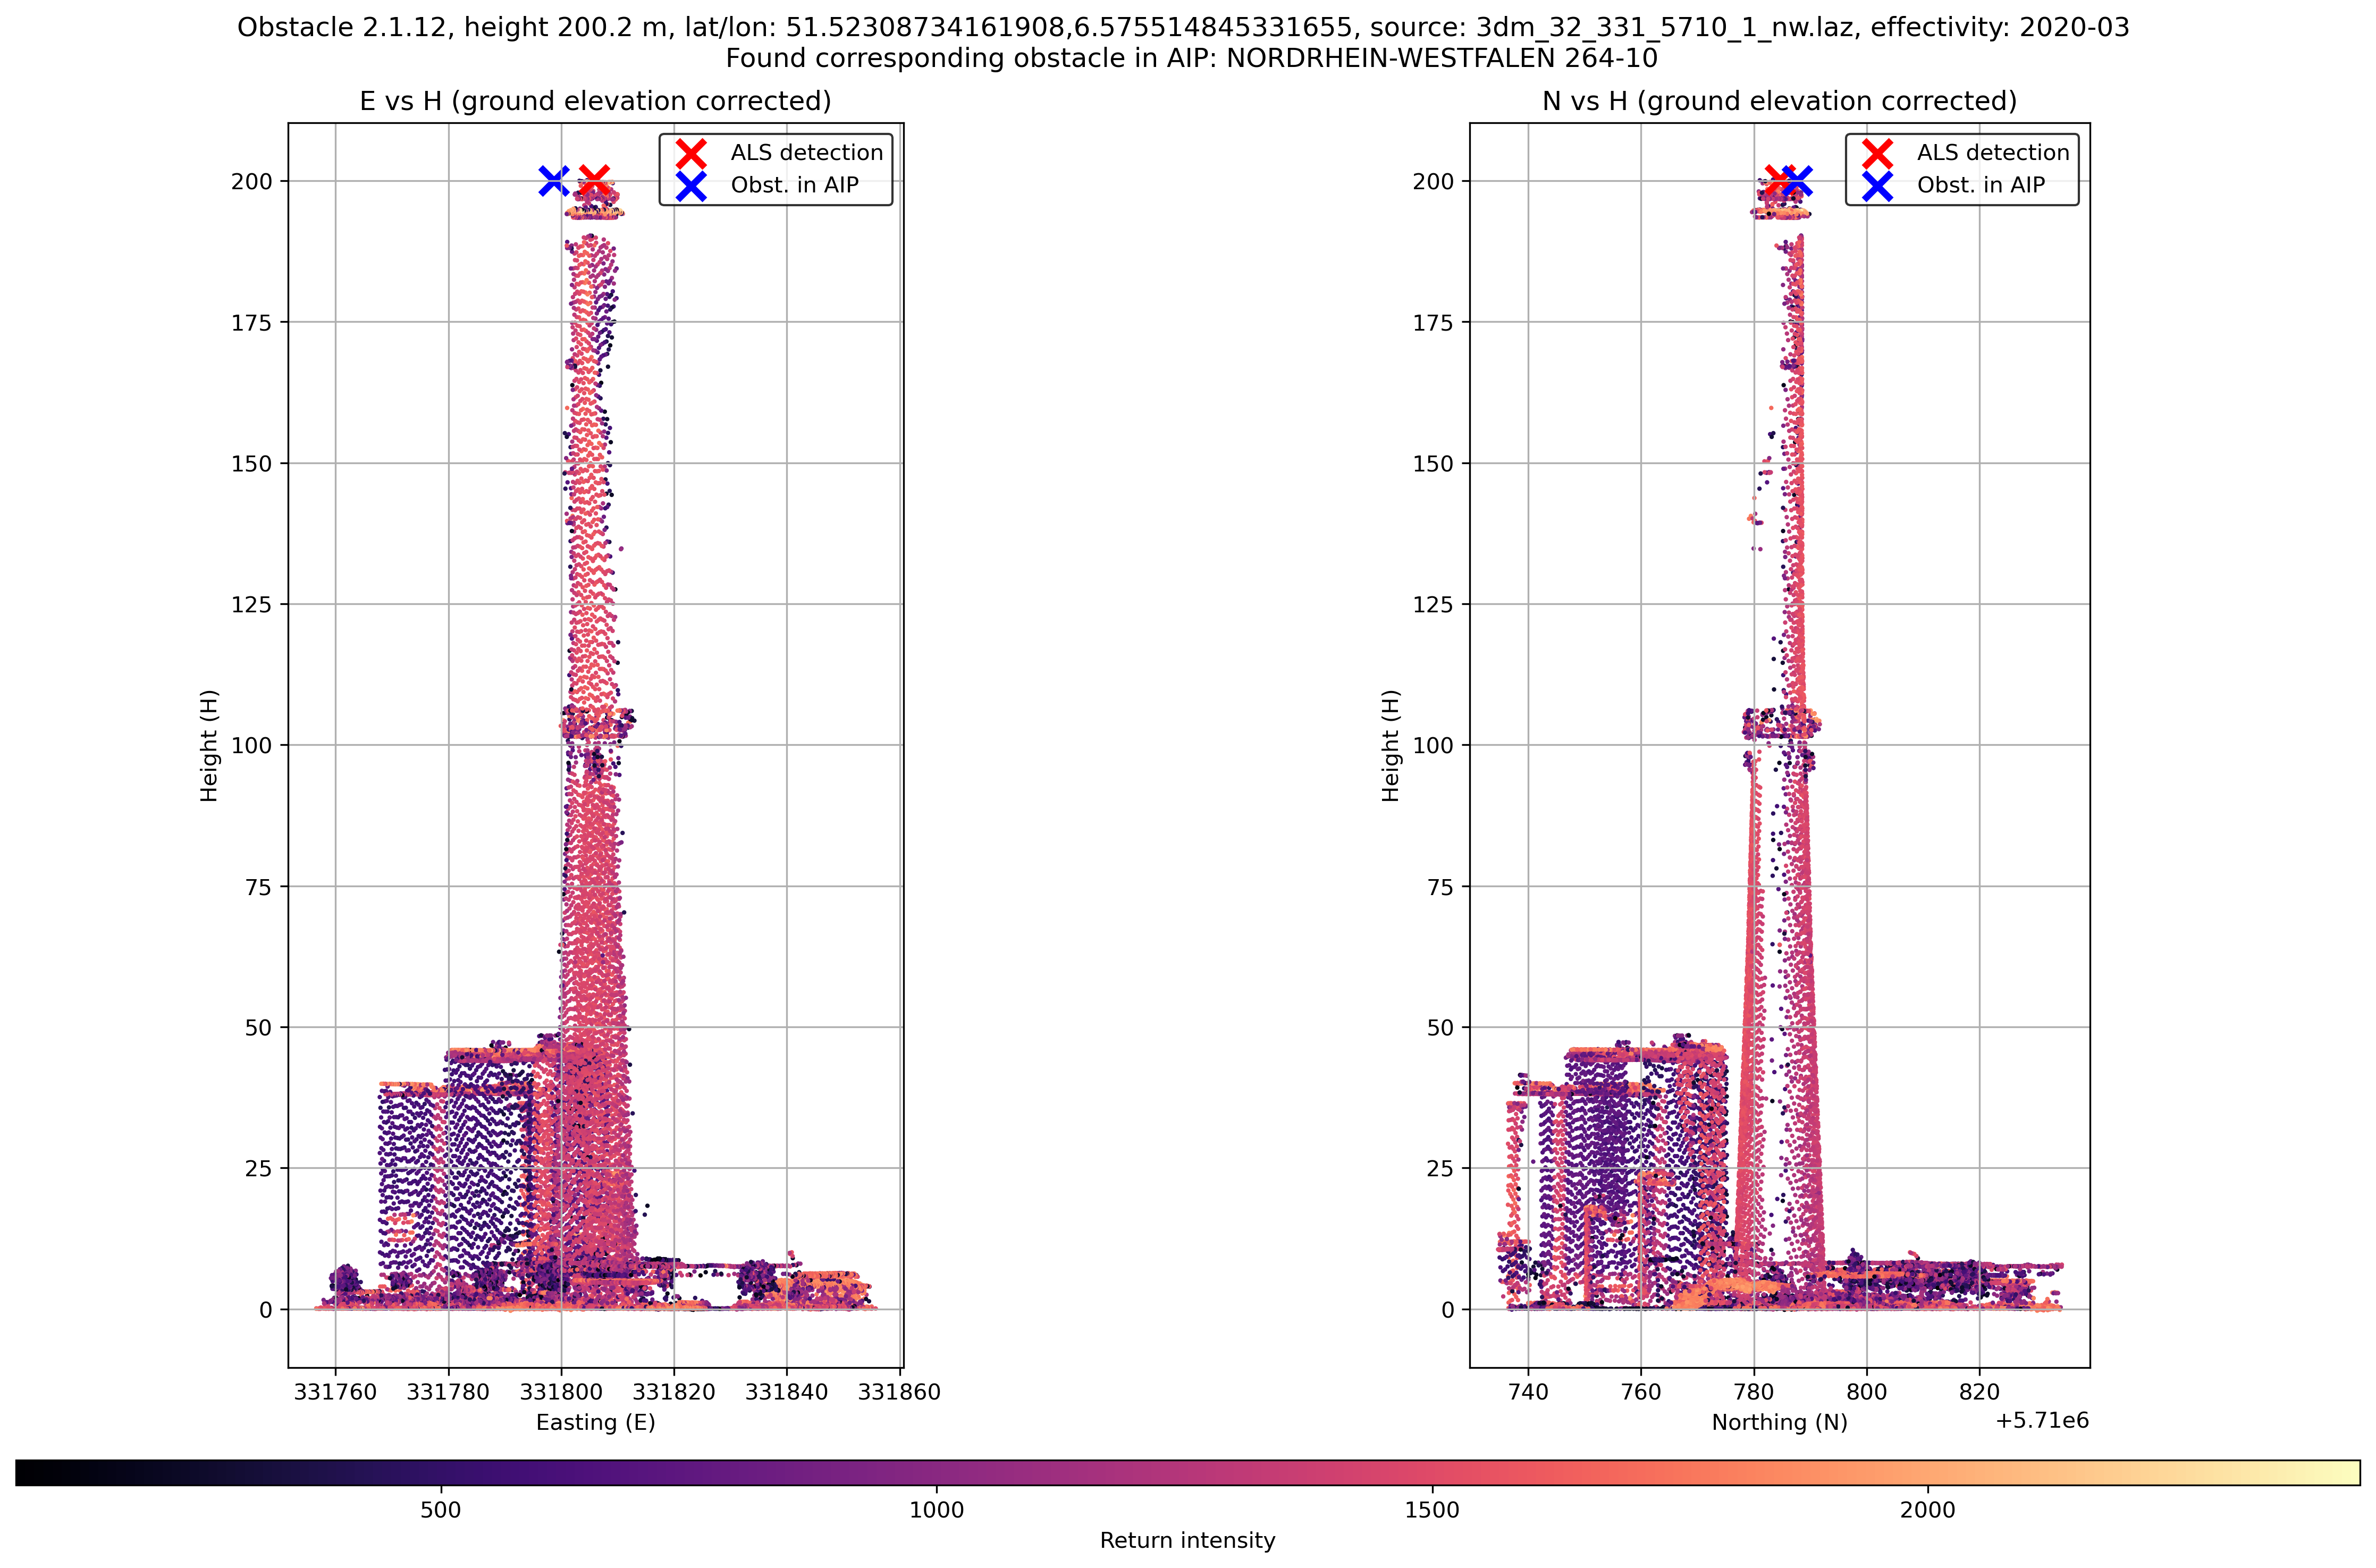 Obstacle 2.1.12, height 200.2 m, lat/lon: 51.52308734161908,6.575514845331655, source: 3dm_32_331_5710_1_nw.laz, effectivity: 2020-03
Found corresponding obstacle in AIP: NORDRHEIN-WESTFALEN 264-10
E vs H (ground elevation corrected)
ALS detection
Obst. in AIP
200
175
150
125
100
75
50
25
0
Height (H)
331760 331780 331800 331820 331840 331860
Easting (E)
N vs H (ground elevation corrected)
ALS detection
Obst. in AIP
200
175
150
125
100
75
50
25
0
Height (H)
740 760 780 800 820
Northing (N)
+5.71e6
500 1000 1500 2000
Return intensity